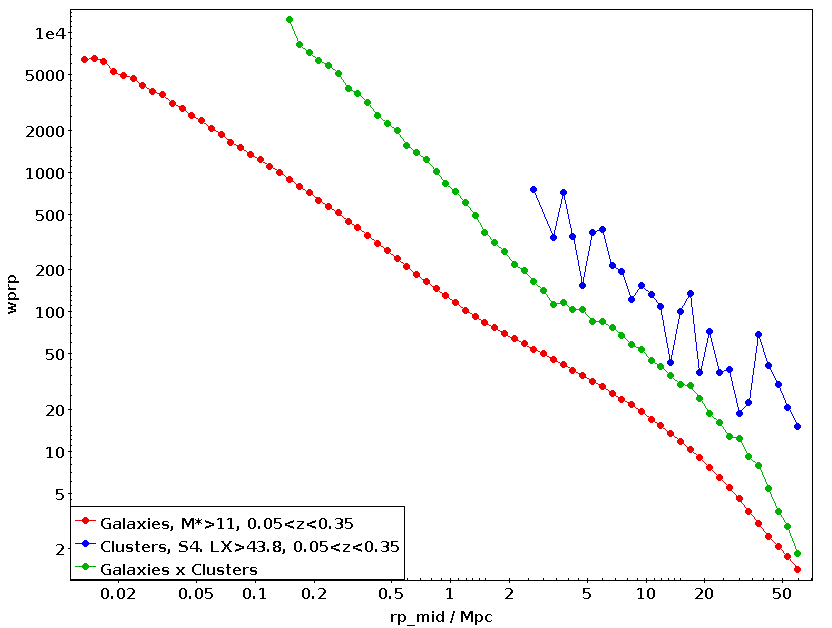 1e4
5000
2000
1000
500
200
100
50
20
10
5
2
wprp
Galaxies, M*>11, 0.05<z<0.35
Clusters, S4. LX>43.8, 0.05<z<0.35
Galaxies x Clusters
0.02 0.05 0.1 0.2 0.5 1 2 5 10 20 50
rp_mid / Mpc